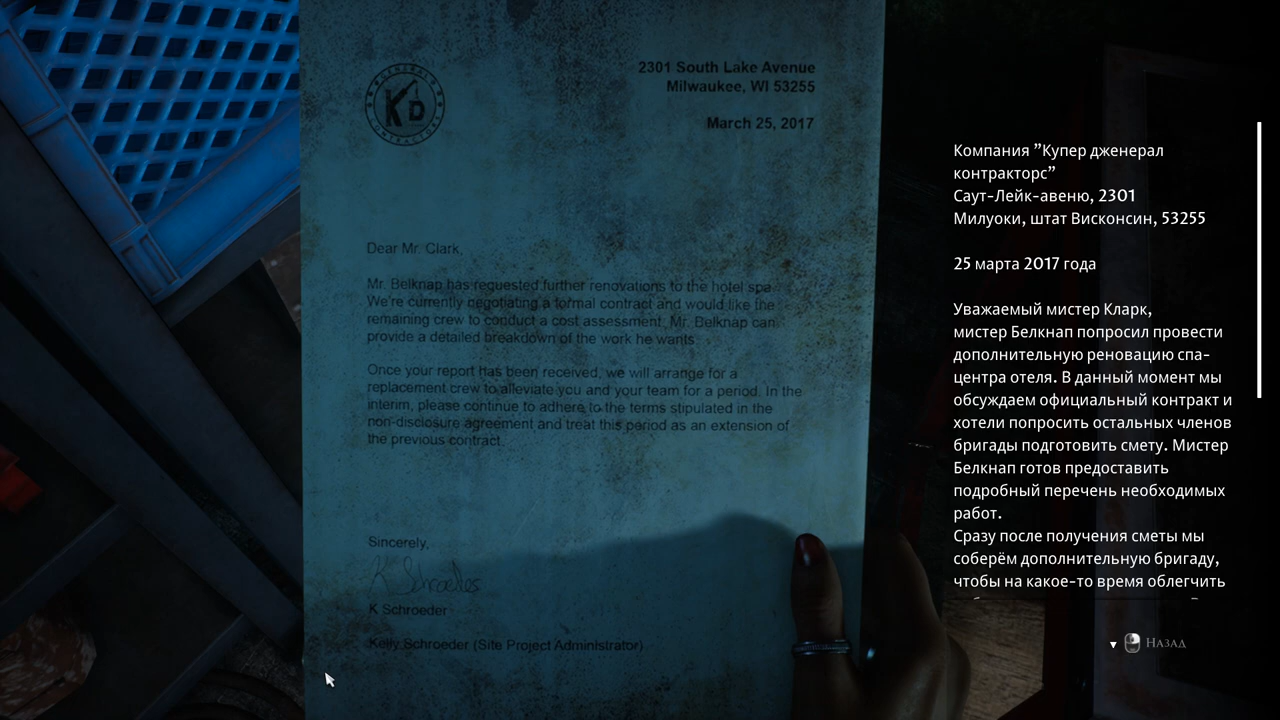 2301 South Lake Avenue
Milwaukee, WI 53255
March 25, 2017
KD
CONTRACTORS
Dear Mr. Clark,
Mr. Belknap has requested further renovations to the hotel spa.
We're currently negotiating a formal contract and would like the
remaining crew to conduct a cost assessment. Mr. Belknap can
provide a detailed breakdown of the work he wants.
Once your report has been received, we will arrange for a
replacement crew to alleviate you and your team for a period. In the
interim, please continue to adhere to the terms stipulated in the
non-disclosure agreement and treat this period as an extension of
the previous contract.
Sincerely,
K Schroeder
K Schroeder
Kelly Schroeder (Site Project Administrator)
Компания ”Купер дженерал
контракторс”
Саут-Лейк-авеню, 2301
Милуоки, штат Висконсин, 53255
25 марта 2017 года
Уважаемый мистер Кларк,
мистер Белкнап попросил провести
дополнительную реновацию спа-
центра отеля. В данный момент мы
обсуждаем официальный контракт и
хотели попросить остальных членов
бригады подготовить смету. Мистер
Белкнап готов предоставить
подробный перечень необходимых
работ.
Сразу после получения сметы мы
соберём дополнительную бригаду,
чтобы на какое-то время облегчить
Назад